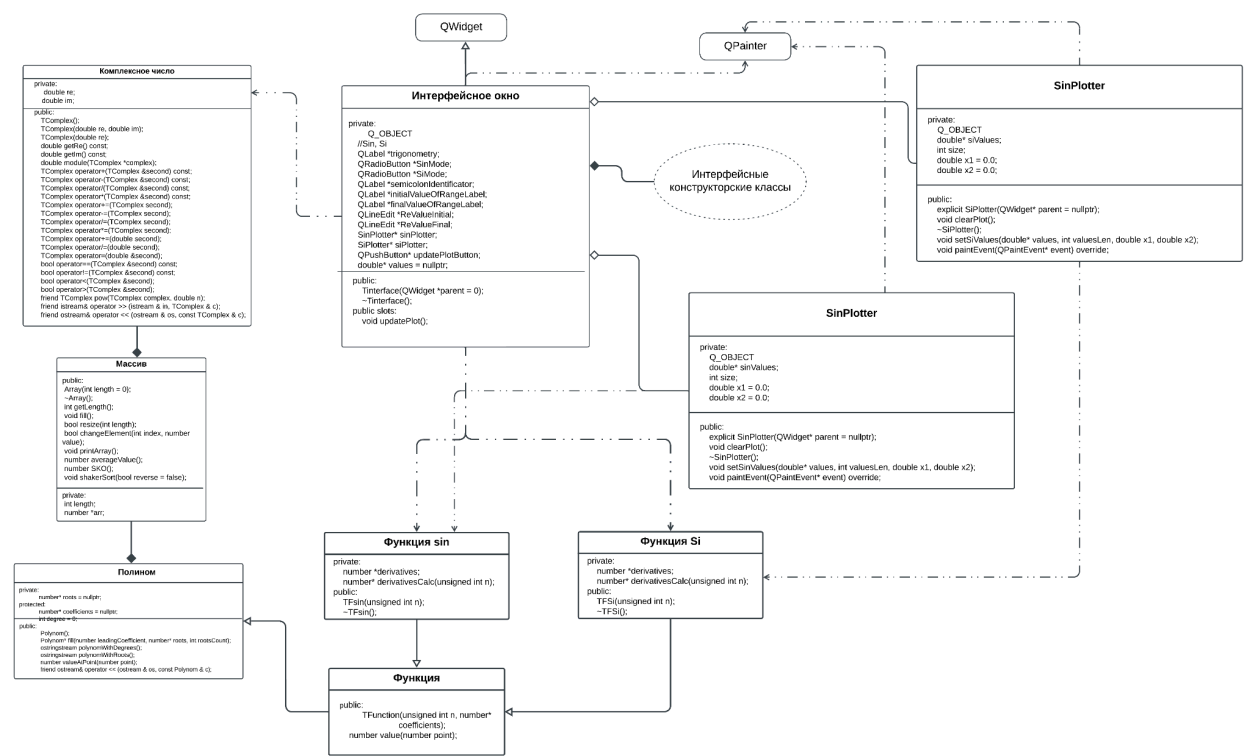 QWidget
QPainter
Комплексное число
private:
double re;
double im;
public:
TComplex();
TComplex(double re, double im);
TComplex(double re);
double getRe() const;
double getIm() const;
double module(TComplex *complex);
TComplex operator+(TComplex &second) const;
TComplex operator-(TComplex &second) const;
TComplex operator/(TComplex &second) const;
TComplex operator*(TComplex &second) const;
TComplex operator+=(TComplex second);
TComplex operator-=(TComplex second);
TComplex operator/=(TComplex second);
TComplex operator*=(TComplex second);
TComplex operator+=(double second);
TComplex operator/=(double second);
TComplex operator=(double &second);
bool operator==(TComplex &second) const;
bool operator!=(TComplex &second) const;
bool operator<(TComplex &second);
bool operator>(TComplex &second);
friend TComplex pow(TComplex complex, double n);
friend istream& operator >> (istream & in, TComplex & c);
friend ostream& operator << (ostream & os, const TComplex & c);
Интерфейсное окно
private:
Q_OBJECT
//Sin, Si
QLabel *trigonometry;
QRadioButton *SinMode;
QRadioButton *SiMode;
QLabel *semicolonIdentificator;
QLabel *initialValueOfRangeLabel;
QLabel *finalValueOfRangeLabel;
QLineEdit *ReValueInitial;
QLineEdit *ReValueFinal;
SinPlotter* sinPlotter;
SiPlotter* siPlotter;
QPushButton* updatePlotButton;
double* values = nullptr;
public:
Tinterface(QWidget *parent = 0);
~Tinterface();
public slots:
void updatePlot();
Интерфейсные
конструкторские классы
SinPlotter
private:
Q_OBJECT
double* siValues;
int size;
double x1 = 0.0;
double x2 = 0.0;
public:
explicit SiPlotter(QWidget* parent = nullptr);
void clearPlot();
~SiPlotter();
void setSiValues(double* values, int valuesLen, double x1, double x2);
void paintEvent(QPaintEvent* event) override;
SinPlotter
private:
Q_OBJECT
double* sinValues;
int size;
double x1 = 0.0;
double x2 = 0.0;
public:
explicit SinPlotter(QWidget* parent = nullptr);
void clearPlot();
~SinPlotter();
void setSinValues(double* values, int valuesLen, double x1, double x2);
void paintEvent(QPaintEvent* event) override;
Массив
public:
Array(int length = 0);
~Array();
int getLength();
void fill();
bool resize(int length);
bool changeElement(int index, number
value);
void printArray();
number averageValue();
number SKO();
void shakerSort(bool reverse = false);
private:
int length;
number *arr;
Полином
private:
number* roots = nullptr;
protected:
number* coefficients = nullptr;
int degree = 0;
public:
Polynom();
Polynom* fill(number leadingCoefficient, number* roots, int rootsCount);
ostringstream polynomWithDegrees();
ostringstream polynomWithRoots();
number valueAtPoint(number point);
friend ostream& operator << (ostream & os, const Polynom & c);
Функция sin
private:
number *derivatives;
number* derivativesCalc(unsigned int n);
Public:
TFsin(unsigned int n);
~TFsin();
Функция Si
private:
number *derivatives;
number* derivativesCalc(unsigned int n);
Public:
TFSi(unsigned int n);
~TFSi();
Функция
public:
TFunction(unsigned int n, number*
coefficients);
number value(number point);